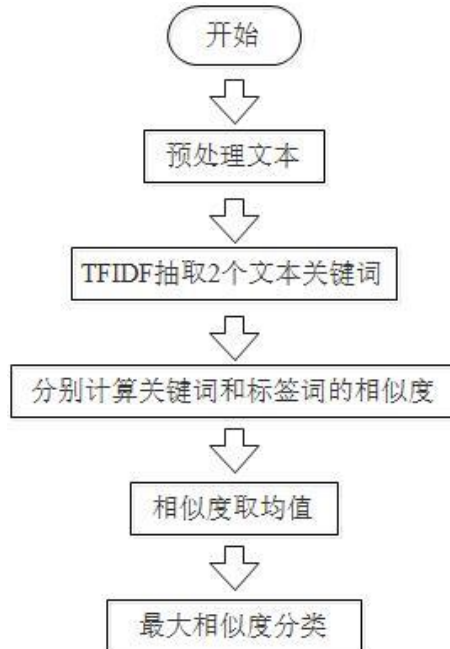 开始
预处理文本
TFIDF抽取2个文本关键词
分别计算关键词和标签词的相似度
相似度取均值
最大相似度分类